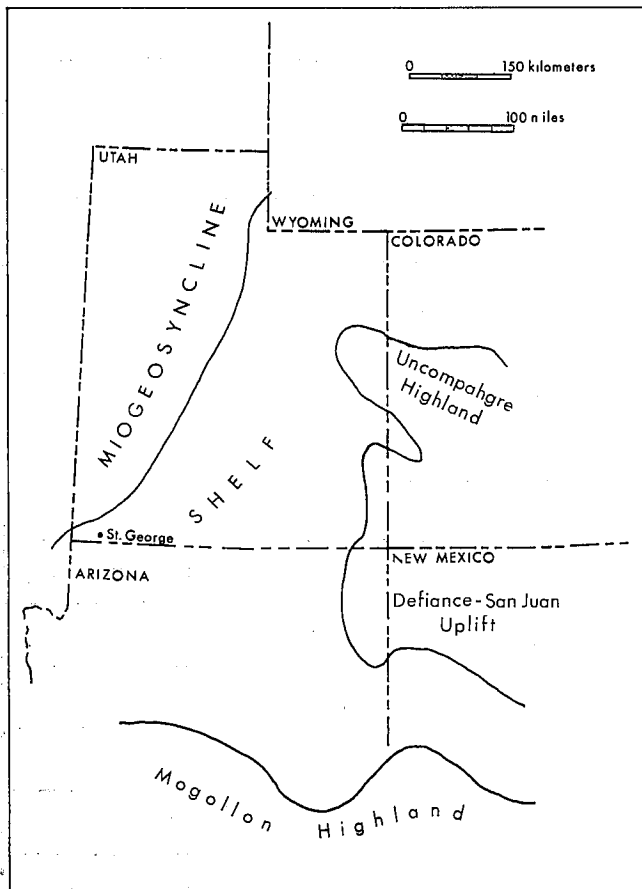 0 150 kilometers
0 100 n iles
UTAH
WYOMING
COLORADO
MIOGEOSYNCLINE
Uncompahgre
Highland
SHELF
St. George
ARIZONA
NEW MEXICO
Defiance-San Juan
Uplift
Mogollon Highland